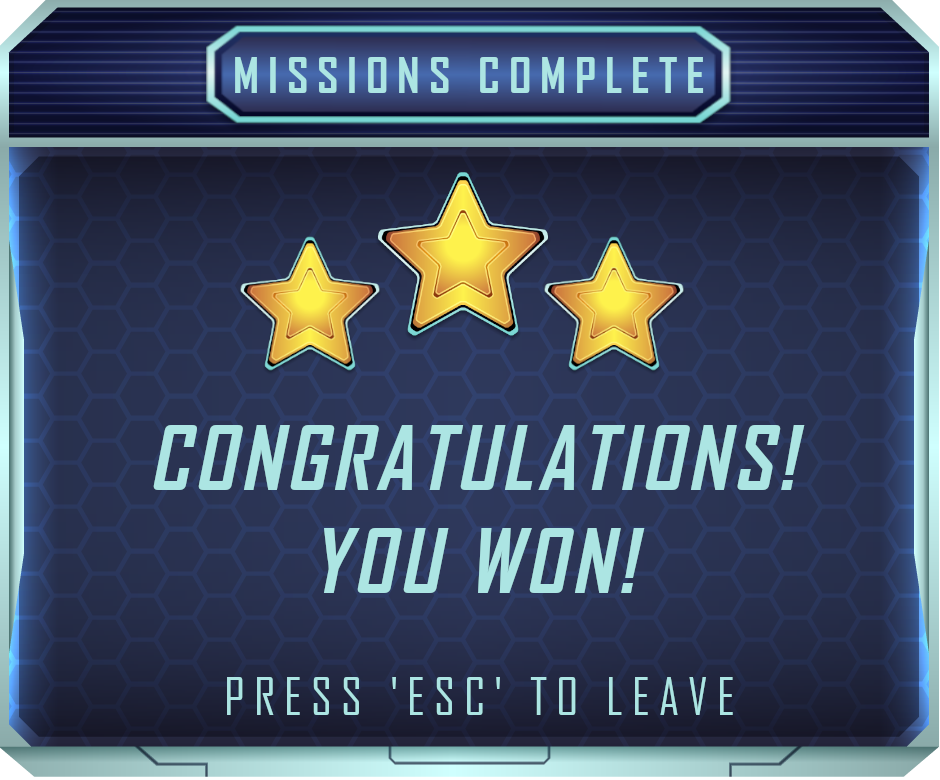 MISSIONS COMPLETE
CONGRATULATIONS!
YOU WON!
PRESS 'ESC' TO LEAVE